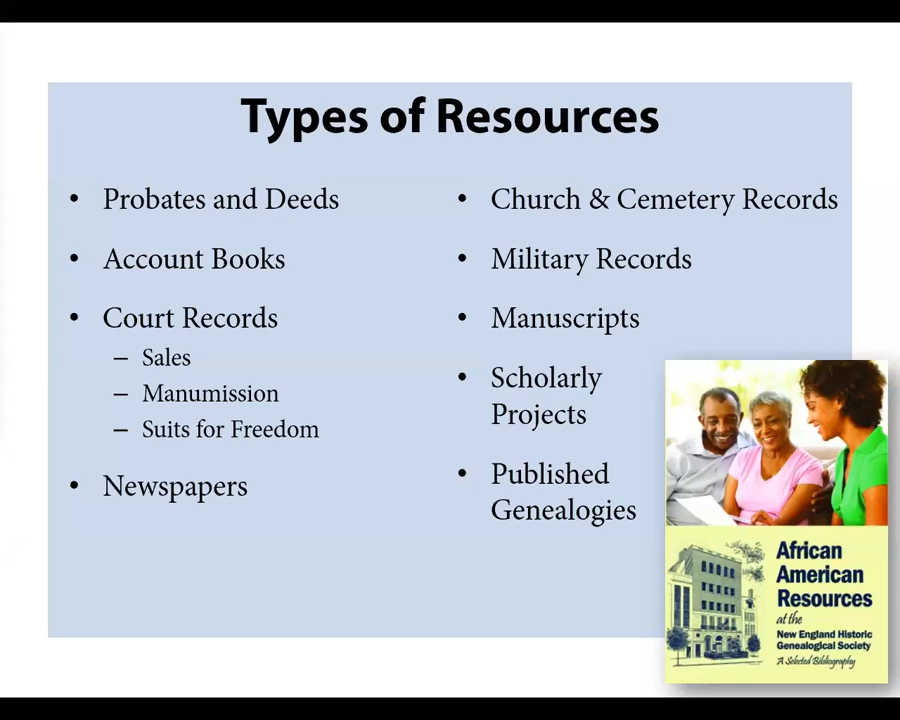 Types of Resources
• Probates and Deeds
• Account Books
• Court Records
– Sales
– Manumission
– Suits for Freedom
• Newspapers
• Church & Cemetery Records
• Military Records
• Manuscripts
• Scholarly
Projects
• Published
Genealogies
African
American
Resources
at the
New England Historic
Genealogical Society
A Selected Bibliography